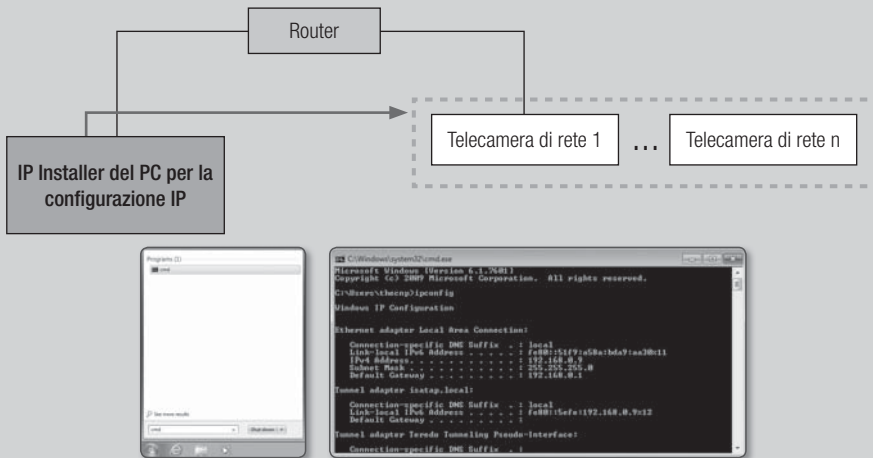 Router
Telecamera di rete 1
...
Telecamera di rete n
IP Installer del PC per la
configurazione IP
Programs (1)
cmd
See more results
cmd
Shut down
C:\Windows\system32\cmd.exe
Microsoft Windows [Version 6.1.7601]
Copyright (c) 2009 Microsoft Corporation. All rights reserved.
C:\Users\thecnp>ipconfig
Windows IP Configuration
Ethernet adapter Local Area Connection:
Connection-specific DNS Suffix . : local
Link-local IPv6 Address . . . . . : fe80::51f9:a58a:bda9:aa30%11
IPv4 Address. . . . . . . . . . . : 192.168.0.9
Subnet Mask . . . . . . . . . . . : 255.255.255.0
Default Gateway . . . . . . . . . : 192.168.0.1
Tunnel adapter isatap.local:
Connection-specific DNS Suffix . : local
Link-local IPv6 Address . . . . . : fe80::5efe:192.168.0.9%12
Default Gateway . . . . . . . . . :
Tunnel adapter Teredo Tunneling Pseudo-Interface:
Connection-specific DNS Suffix . :